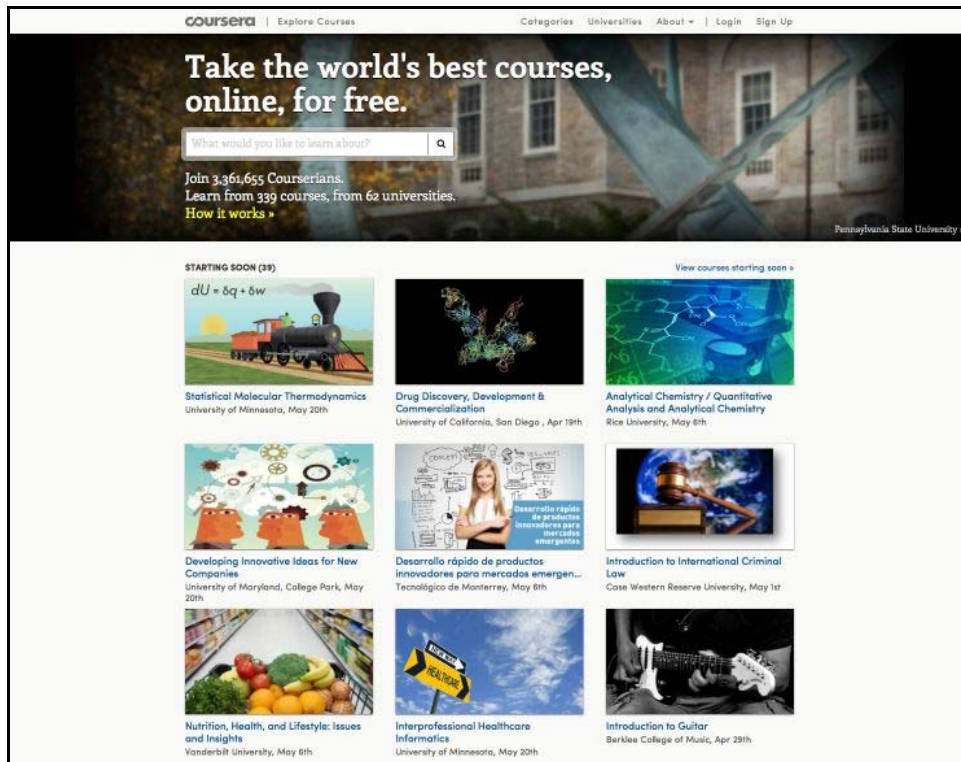 coursera | Explore Courses
Categories Universities About | Login Sign Up
Take the world's best courses,
online, for free.
What would you like to learn about?
Join 3,361,655 Courserians.
Learn from 339 courses, from 62 universities.
How it works »
Pennsylvania State University
STARTING SOON (39)
View courses starting soon »
dU = δq + δw
Statistical Molecular Thermodynamics
University of Minnesota, May 20th
Drug Discovery, Development &
Commercialization
University of California, San Diego , Apr 19th
Analytical Chemistry / Quantitative
Analysis and Analytical Chemistry
Rice University, May 6th
CONCEPT
Desarrollo rápido
de productos
innovadores para
mercados
emergentes
Developing Innovative Ideas for New
Companies
University of Maryland, College Park, May
20th
Desarrollo rápido de productos
innovadores para mercados emergen...
Tecnológico de Monterrey, May 6th
Introduction to International Criminal
Law
Case Western Reserve University, May 1st
NEW WAY
HEALTHCARE
Nutrition, Health, and Lifestyle: Issues
and Insights
Vanderbilt University, May 6th
Interprofessional Healthcare
Informatics
University of Minnesota, May 20th
Introduction to Guitar
Berklee College of Music, Apr 29th